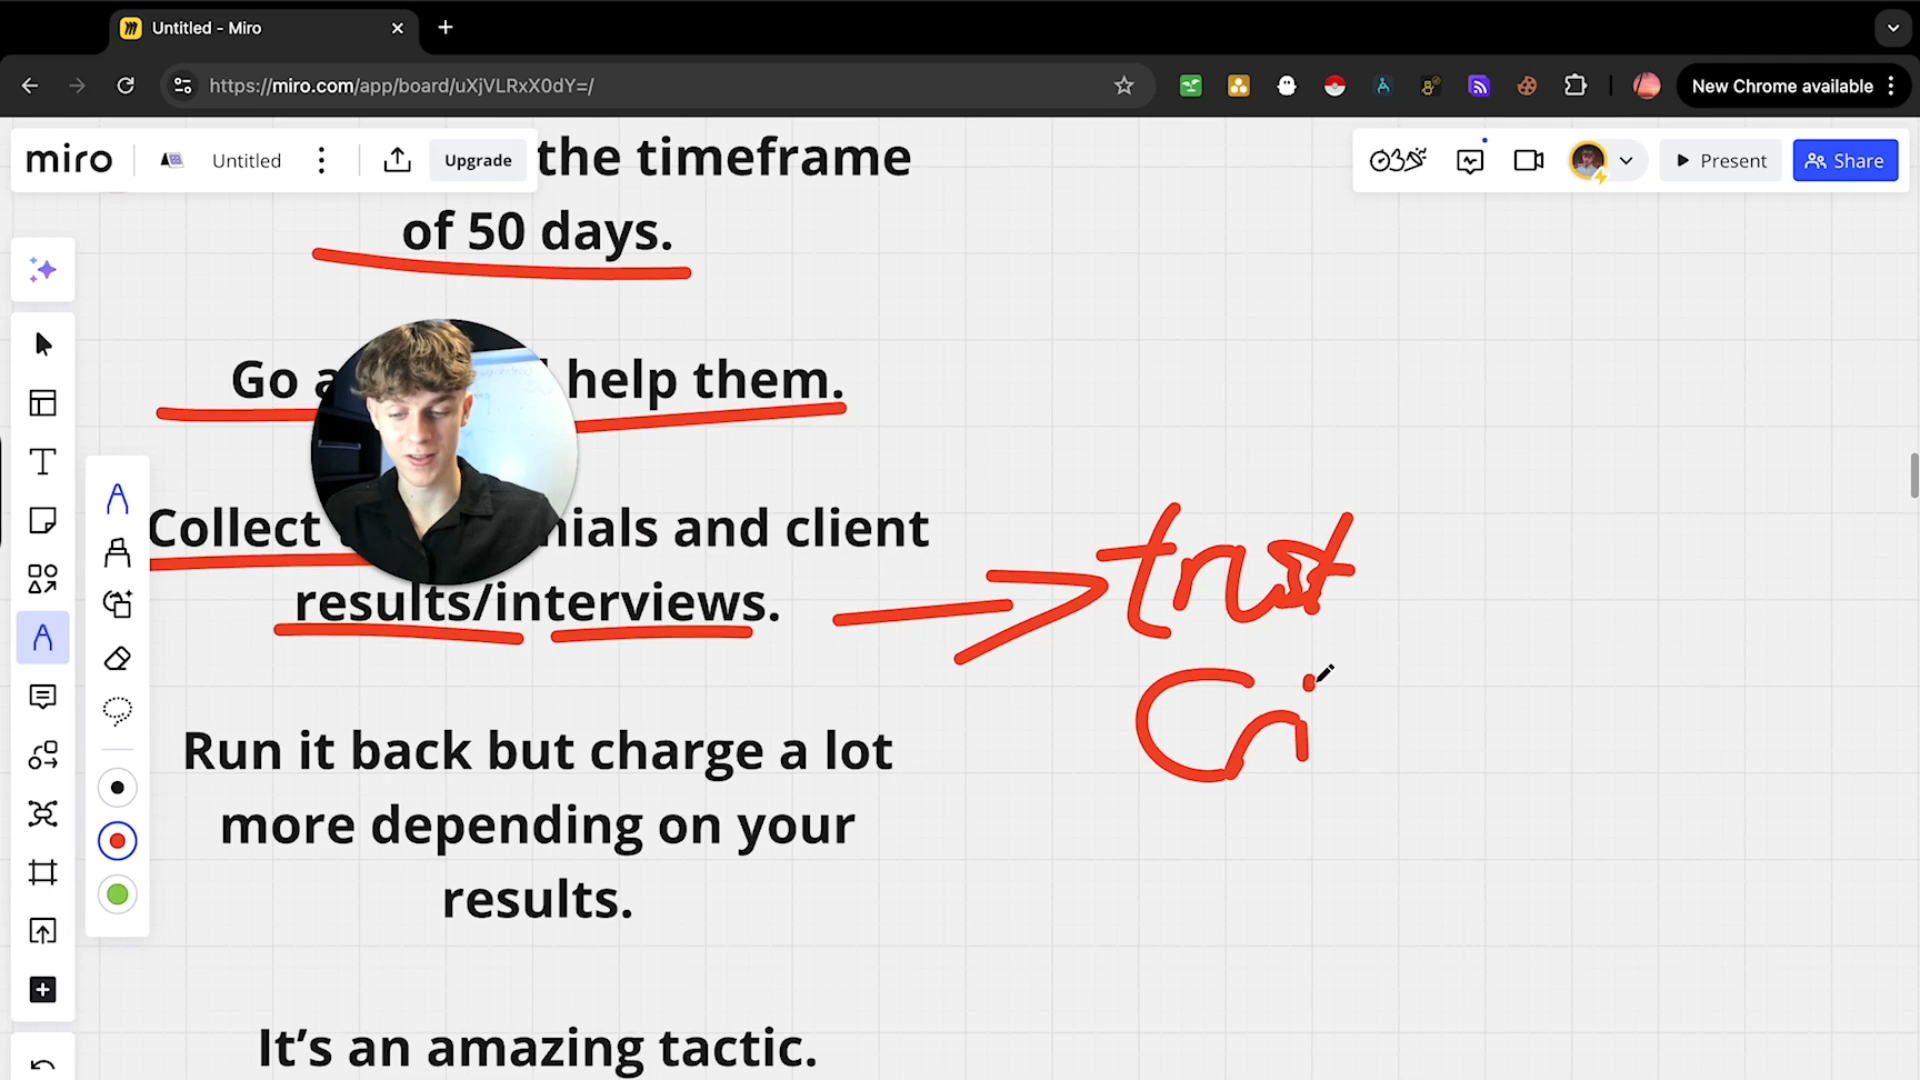 Untitled - Miro
https://miro.com/app/board/uXjVLRxX0dY=/
New Chrome available
miro Untitled Upgrade
Present Share
the timeframe
of 50 days.
Go help them.
Collect and client
results/interviews.
trust
Cri
Run it back but charge a lot
more depending on your
results.
It’s an amazing tactic.